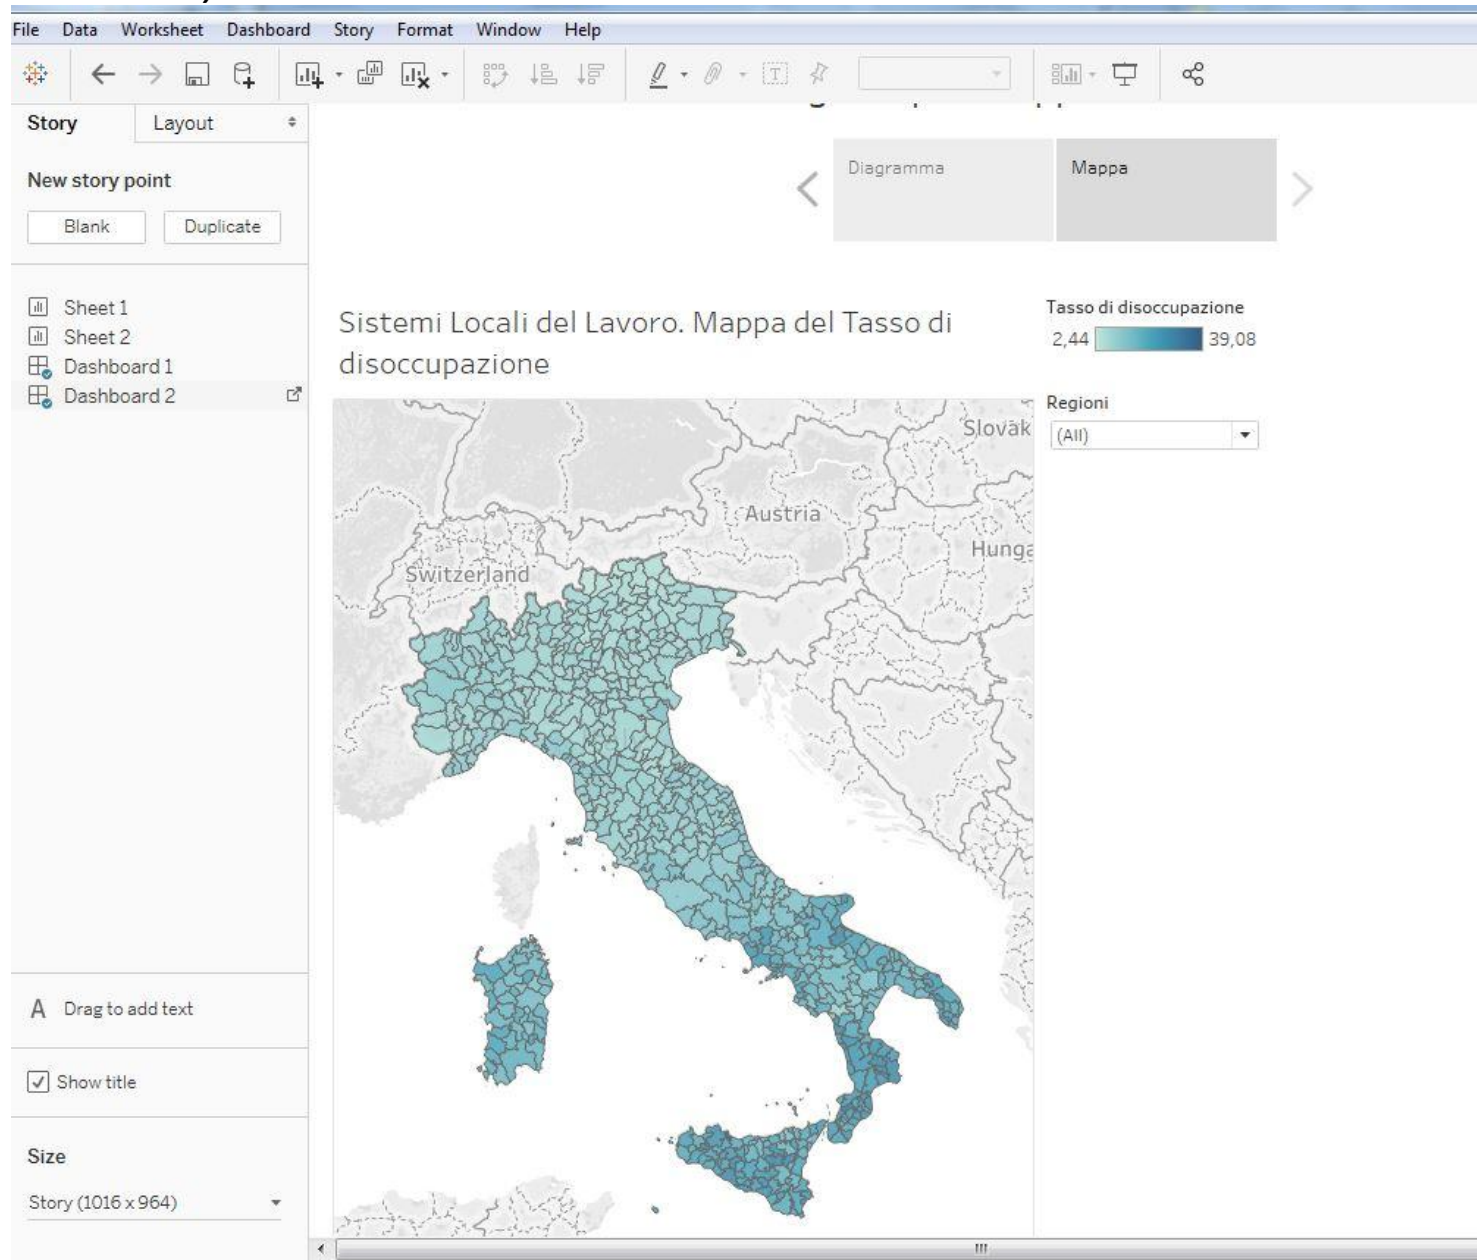 File Data Worksheet Dashboard Story Format Window Help
Story Layout
New story point
Blank Duplicate
Sheet 1
Sheet 2
Dashboard 1
Dashboard 2
A Drag to add text
Show title
Size
Story (1016 x 964)
Diagramma
Mappa
Sistemi Locali del Lavoro. Mappa del Tasso di
disoccupazione
Tasso di disoccupazione
2,44 39,08
Regioni
(All)
Slovak
Austria
Hunga
Switzerland